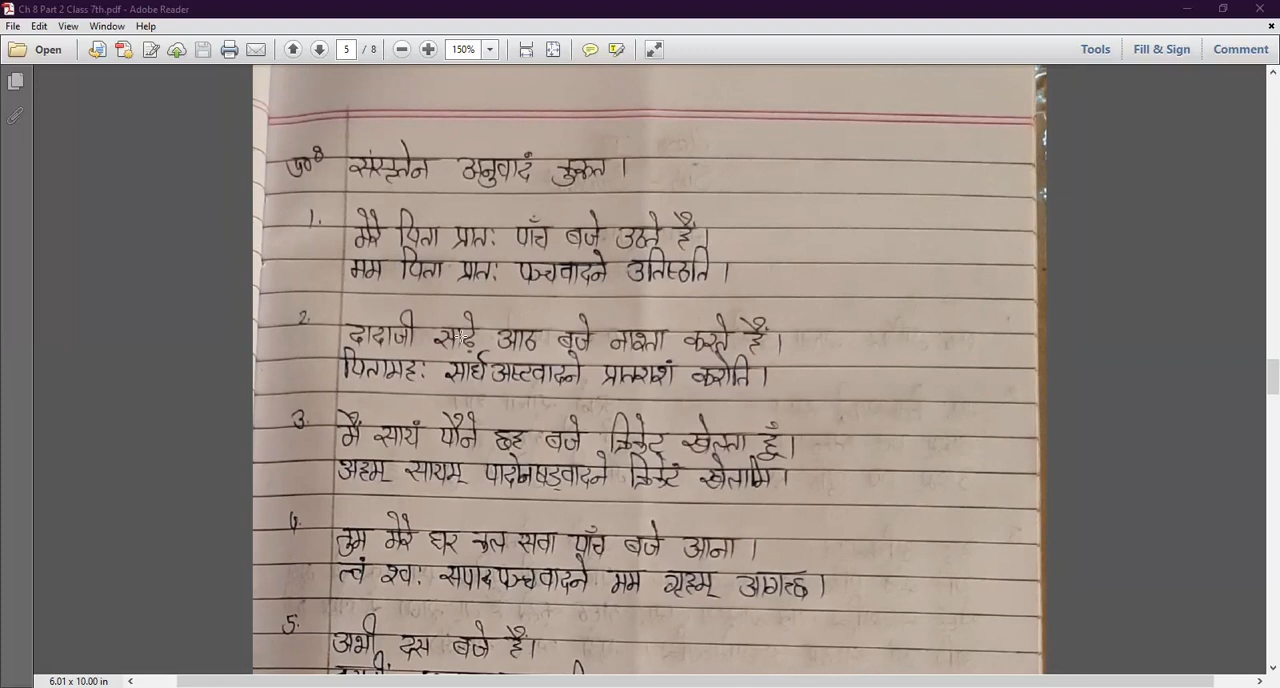 Ch 8 Part 2 Class 7th.pdf - Adobe Reader
File Edit View Window Help
Open 5 / 8 150% Tools Fill & Sign Comment
प्र०8 संस्कृतेन अनुवादं कुरुत ।
1. मेरे पिता प्रातः पाँच बजे उठते हैं।
मम पिता प्रातः पञ्चवादने उतिष्ठति ।
2. दादाजी साढ़े आठ बजे नाश्ता करते हैं।
पितामहः सार्धअष्टवादने प्रातराशं करोति ।
3. मैं सायं पौने छह बजे क्रिकेट खेलता हूँ।
अहम् सायम् पादोनषड्वादने क्रिकेटं खेलामि।
4. तुम मेरे घर कल सवा पाँच बजे आना ।
त्वं श्वः सपादपञ्चवादने मम गृहम् आगच्छ।
5. अभी दस बजे हैं।
6.01 x 10.00 in